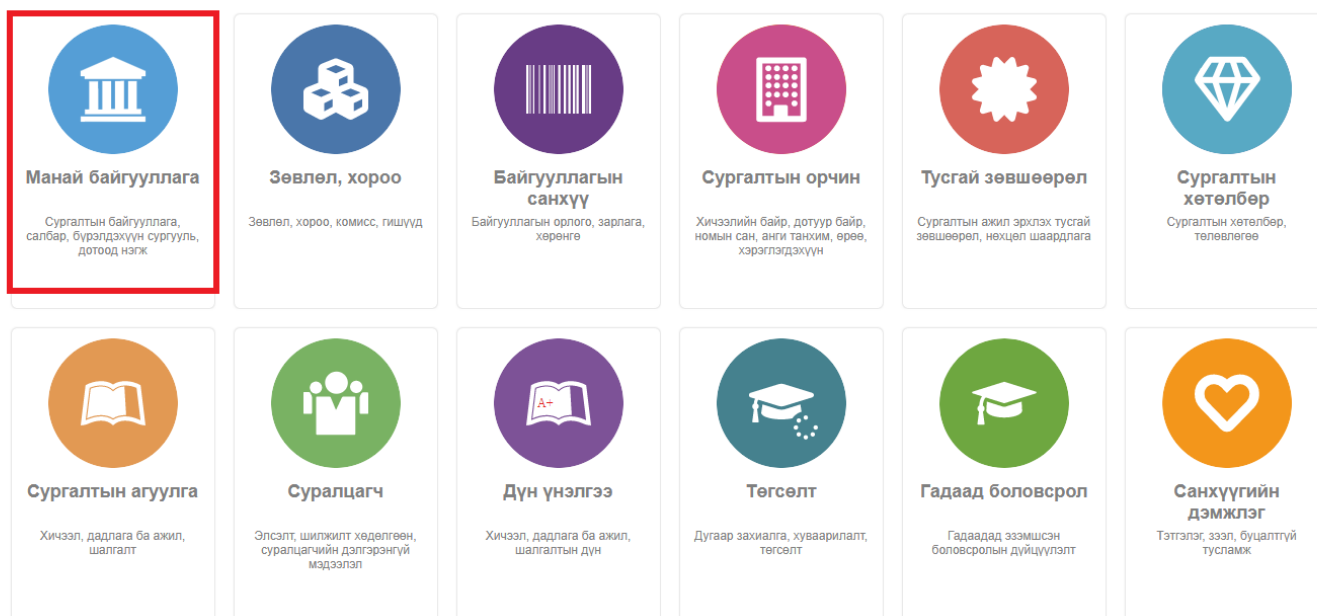 Манай байгууллага
Сургалтын байгууллага,
салбар, бүрэлдэхүүн сургууль,
дотоод нэгж
Зөвлөл, хороо
Зөвлөл, хороо, комисс, гишүүд
Байгууллагын
санхүү
Байгууллагын орлого, зарлага,
хөрөнгө
Сургалтын орчин
Хичээлийн байр, дотуур байр,
номын сан, анги танхим, өрөө,
хэрэглэгдэхүүн
Тусгай зөвшөөрөл
Сургалтын ажил эрхлэх тусгай
зөвшөөрөл, нөхцөл шаардлага
Сургалтын
хөтөлбөр
Сургалтын хөтөлбөр,
төлөвлөгөө
Сургалтын агуулга
Хичээл, дадлага ба ажил,
шалгалт
Суралцагч
Элсэлт, шилжилт хөдөлгөөн,
суралцагчийн дэлгэрэнгүй
мэдээлэл
A+
Дүн үнэлгээ
Хичээл, дадлага ба ажил,
шалгалтын дүн
Төгсөлт
Дугаар захиалга, хуваарилалт,
төгсөлт
Гадаад боловсрол
Гадаадад эзэмшсэн
боловсролын дүйцүүлэлт
Санхүүгийн
дэмжлэг
Тэтгэлэг, зээл, буцалтгүй
тусламж